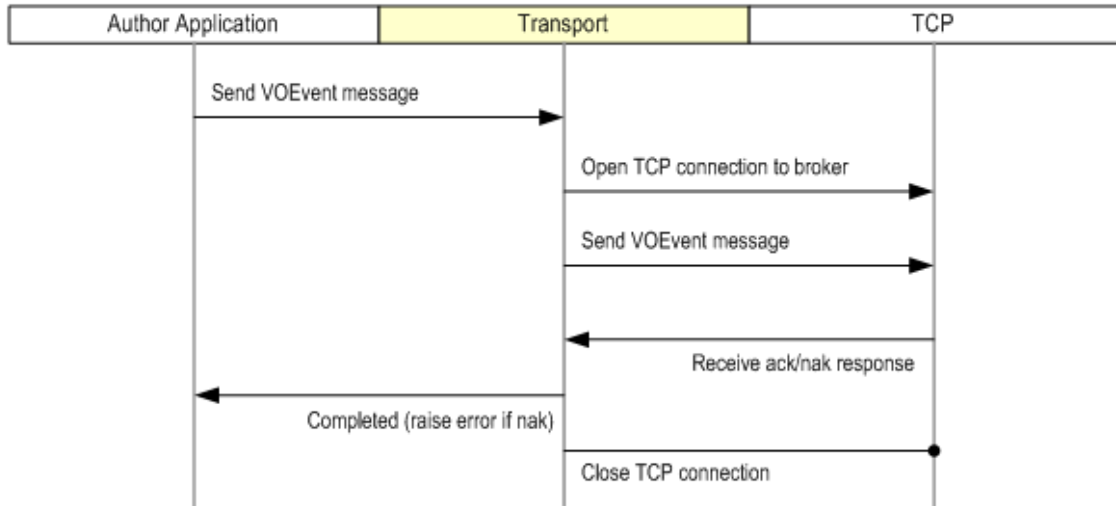 Author Application
Transport
TCP
Send VOEvent message
Open TCP connection to broker
Send VOEvent message
Receive ack/nak response
Completed (raise error if nak)
Close TCP connection